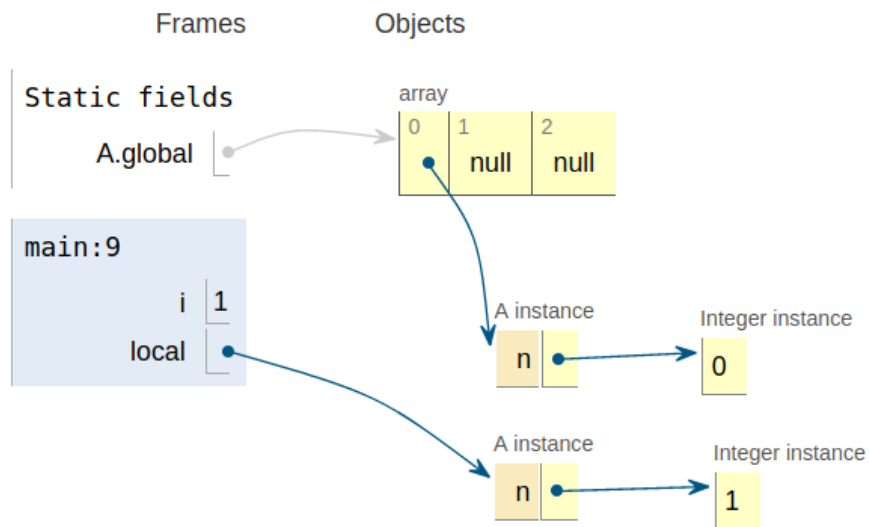 Frames Objects
Static fields
array
A.global
0 1 2
null null
main:9
i 1
local
A instance
Integer instance
n
0
A instance
Integer instance
n
1